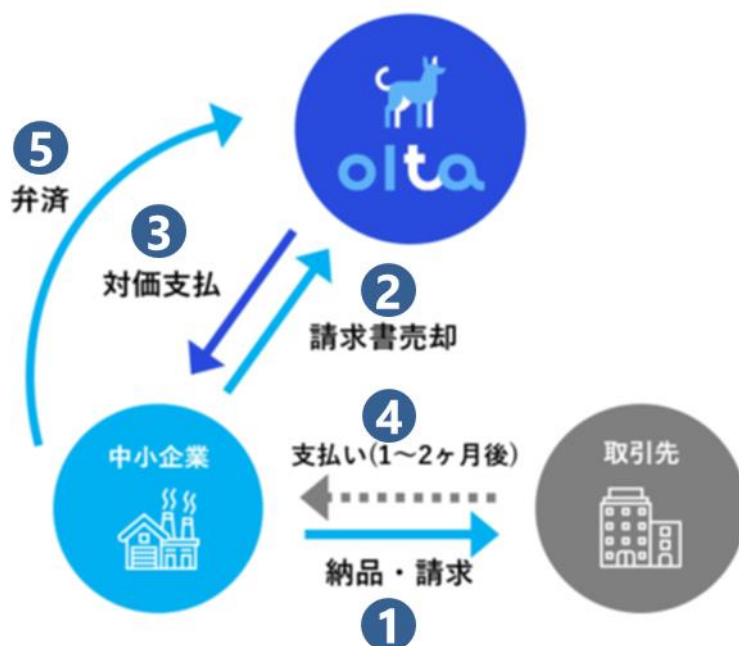 olta
5
弁済
3
対価支払
2
請求書売却
中小企業
4
支払い(1〜2ヶ月後)
取引先
納品・請求
1